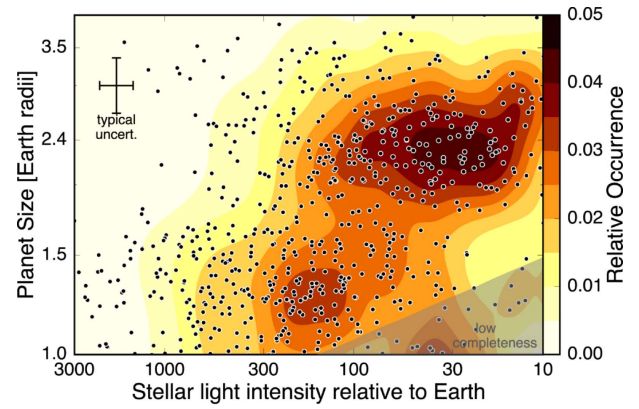 3.5
2.4
1.5
1.0
Planet Size [Earth radii]
typical
uncert.
low
completeness
3000
1000
300
100
30
10
Stellar light intensity relative to Earth
0.05
0.04
0.03
0.02
0.01
0.00
Relative Occurrence